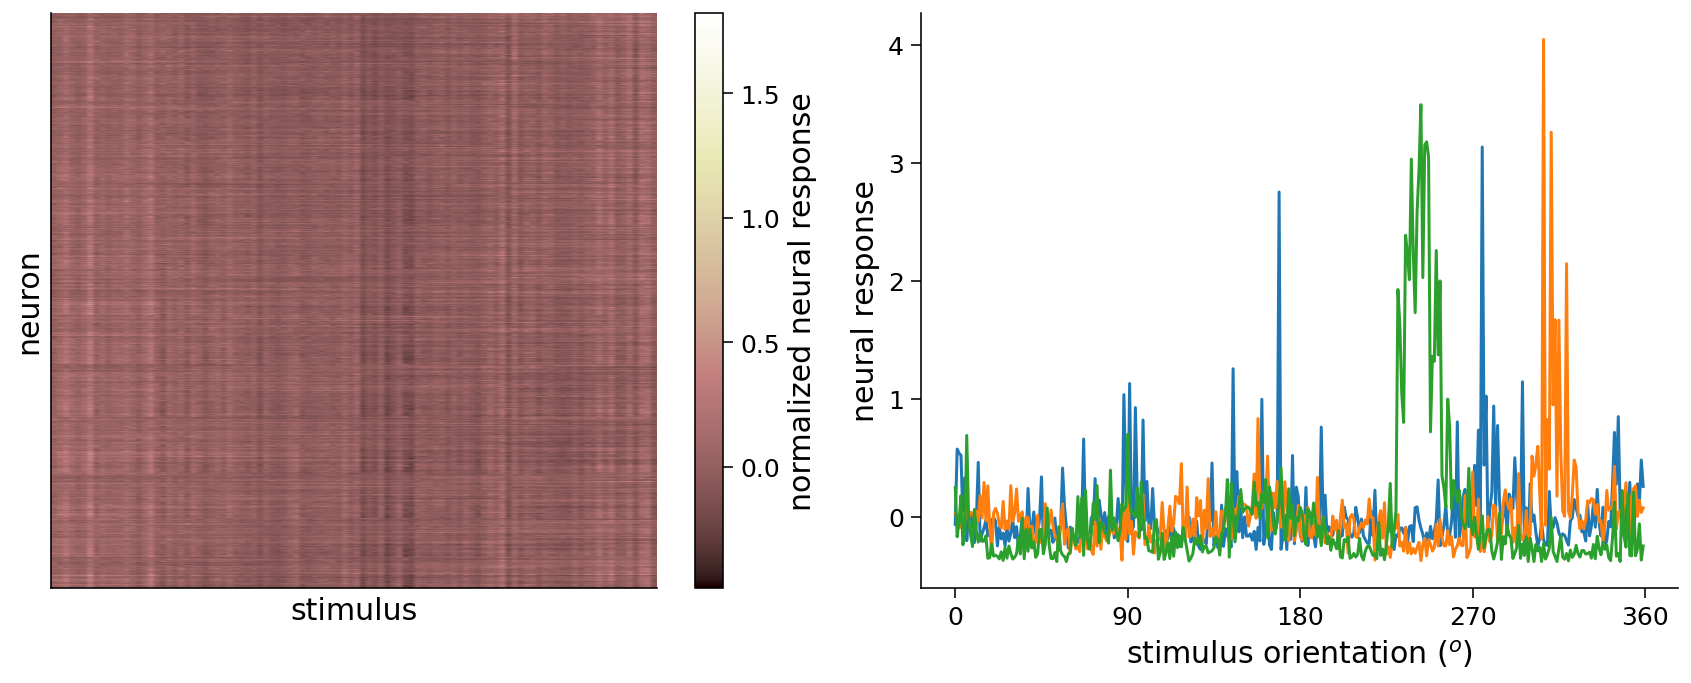 neuron
stimulus
1.5
1.0
0.5
0.0
normalized neural response
4
3
2
1
0
neural response
0 90 180 270 360
stimulus orientation (o)